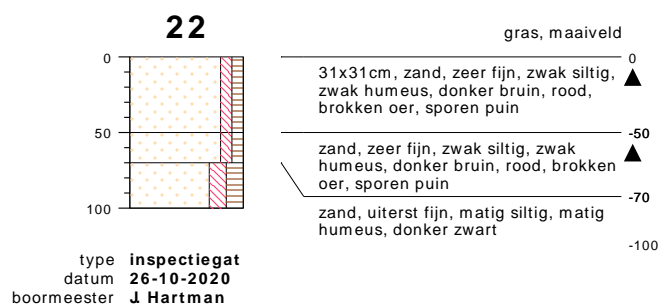 22
gras, maaiveld
0
50
100
0
31x31cm, zand, zeer fijn, zwak siltig,
zwak humeus, donker bruin, rood,
brokken oer, sporen puin
-50
zand, zeer fijn, zwak siltig, zwak
humeus, donker bruin, rood, brokken
oer, sporen puin
-70
zand, uiterst fijn, matig siltig, matig
humeus, donker zwart
-100
type inspectiegat
datum 26-10-2020
boormeester J. Hartman